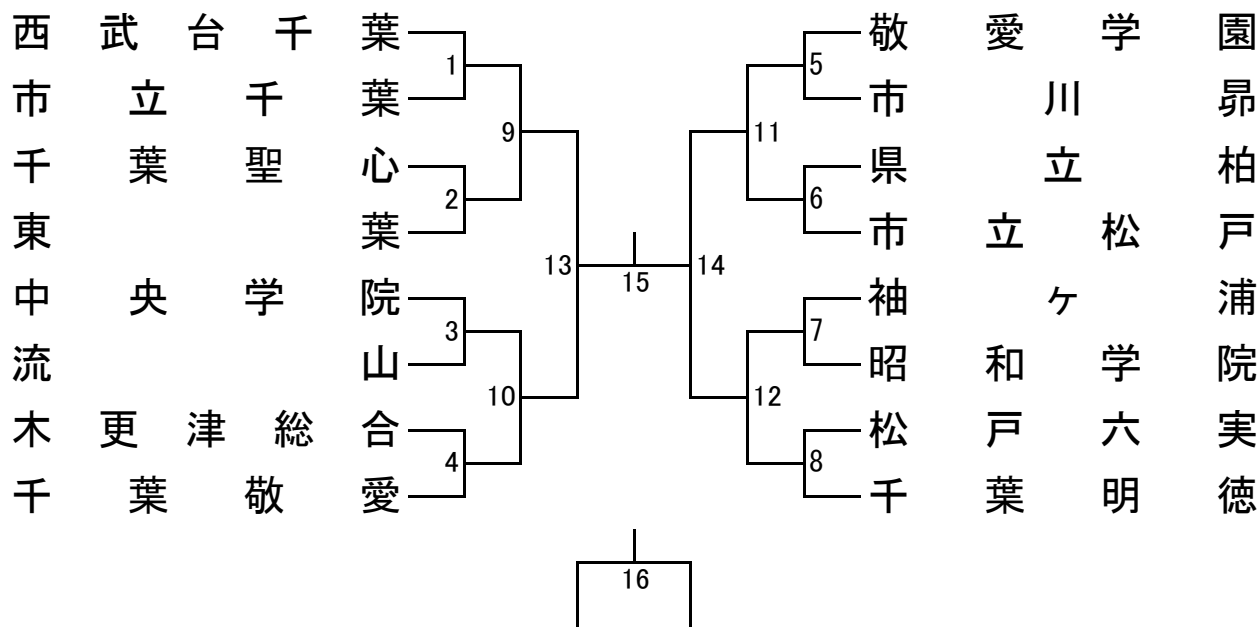 西武台千葉
市立千葉
千葉聖心
東葉
中央学院
流山
木更津総合
千葉敬愛
1
2
3
4
9
10
13
15
14
11
12
5
6
7
8
敬愛学園
市川昴
県立柏
市立松戸
袖ヶ浦
昭和学院
松戸六実
千葉明徳
16